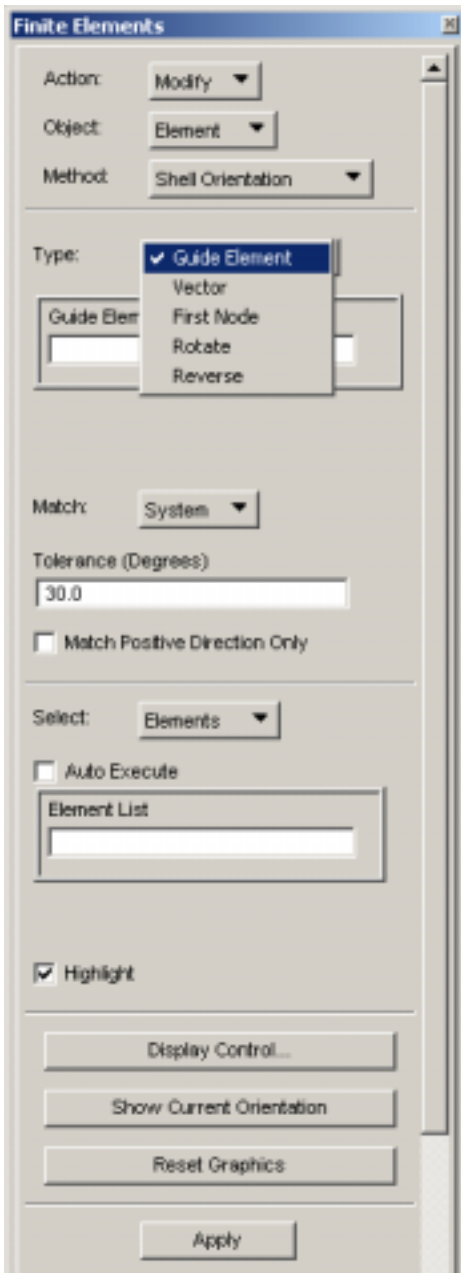 Finite Elements
Action: Modify
Object: Element
Method: Shell Orientation
Type: Guide Element
Vector
Guide Elem First Node
Rotate
Reverse
Match: System
Tolerance (Degrees)
30.0
Match Positive Direction Only
Select: Elements
Auto Execute
Element List
Highlight
Display Control...
Show Current Orientation
Reset Graphics
Apply